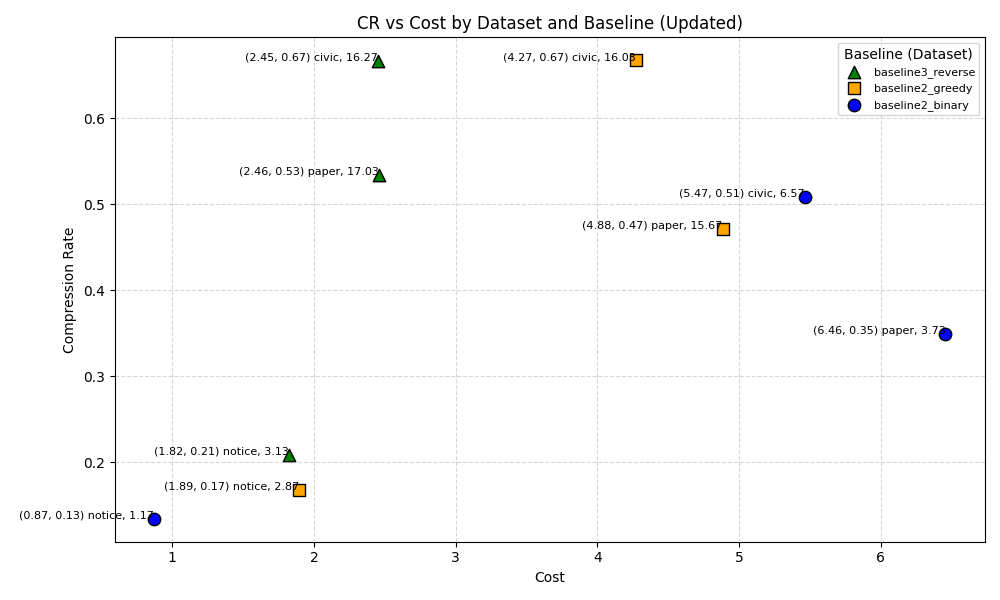 CR vs Cost by Dataset and Baseline (Updated)
Baseline (Dataset)
baseline3_reverse
baseline2_greedy
baseline2_binary
(2.45, 0.67) civic, 16.27
(4.27, 0.67) civic, 16.03
(2.46, 0.53) paper, 17.03
(5.47, 0.51) civic, 6.57
(4.88, 0.47) paper, 15.67
(6.46, 0.35) paper, 3.73
(1.82, 0.21) notice, 3.13
(1.89, 0.17) notice, 2.87
(0.87, 0.13) notice, 1.17
Compression Rate
0.6
0.5
0.4
0.3
0.2
1 2 3 4 5 6
Cost